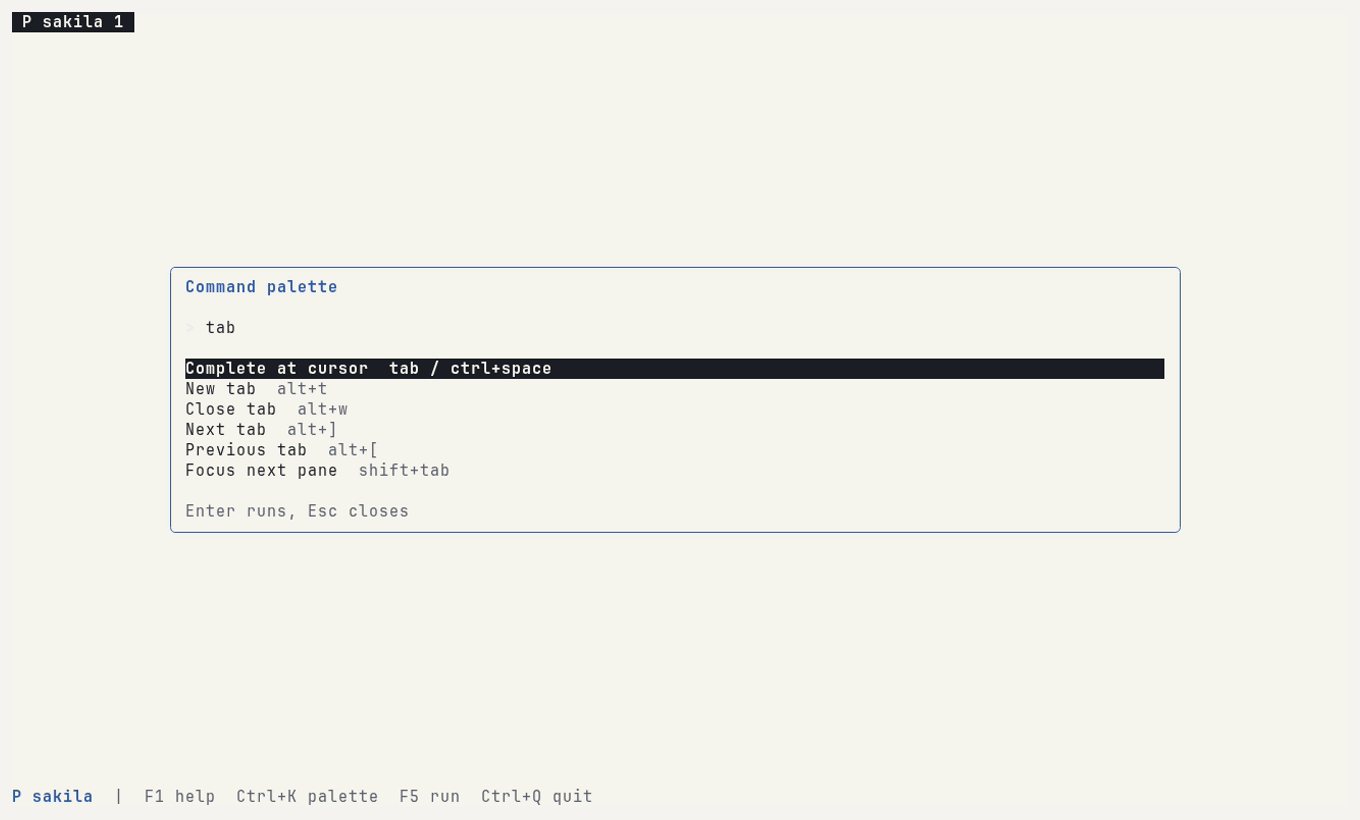 P sakila 1
Command palette
> tab
Complete at cursor  tab / ctrl+space
New tab  alt+t
Close tab  alt+w
Next tab  alt+]
Previous tab  alt+[
Focus next pane  shift+tab
Enter runs, Esc closes
P sakila  |  F1 help  Ctrl+K palette  F5 run  Ctrl+Q quit